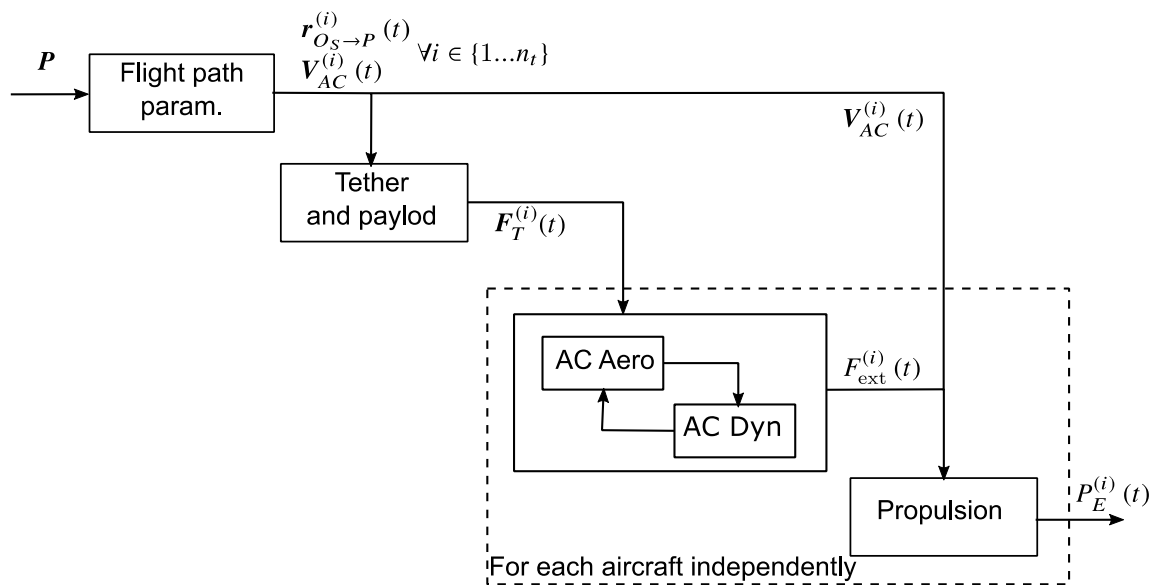 P
Flight path
param.
r_{O_S→P}^{(i)}(t)
V_{AC}^{(i)}(t)
∀i ∈ {1...n_t}
V_{AC}^{(i)}(t)
Tether
and paylod
F_T^{(i)}(t)
AC Aero
AC Dyn
F_{ext}^{(i)}(t)
Propulsion
P_E^{(i)}(t)
For each aircraft independently